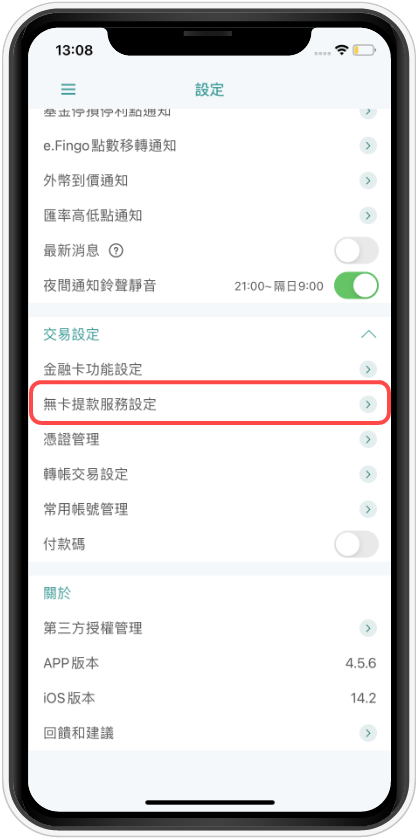 13:08
設定
基金停損停利點通知
e.Fingo點數移轉通知
外幣到價通知
匯率高低點通知
最新消息 ?
夜間通知鈴聲靜音 21:00~隔日9:00
交易設定
金融卡功能設定
無卡提款服務設定
憑證管理
轉帳交易設定
常用帳號管理
付款碼
關於
第三方授權管理
APP版本 4.5.6
iOS版本 14.2
回饋和建議